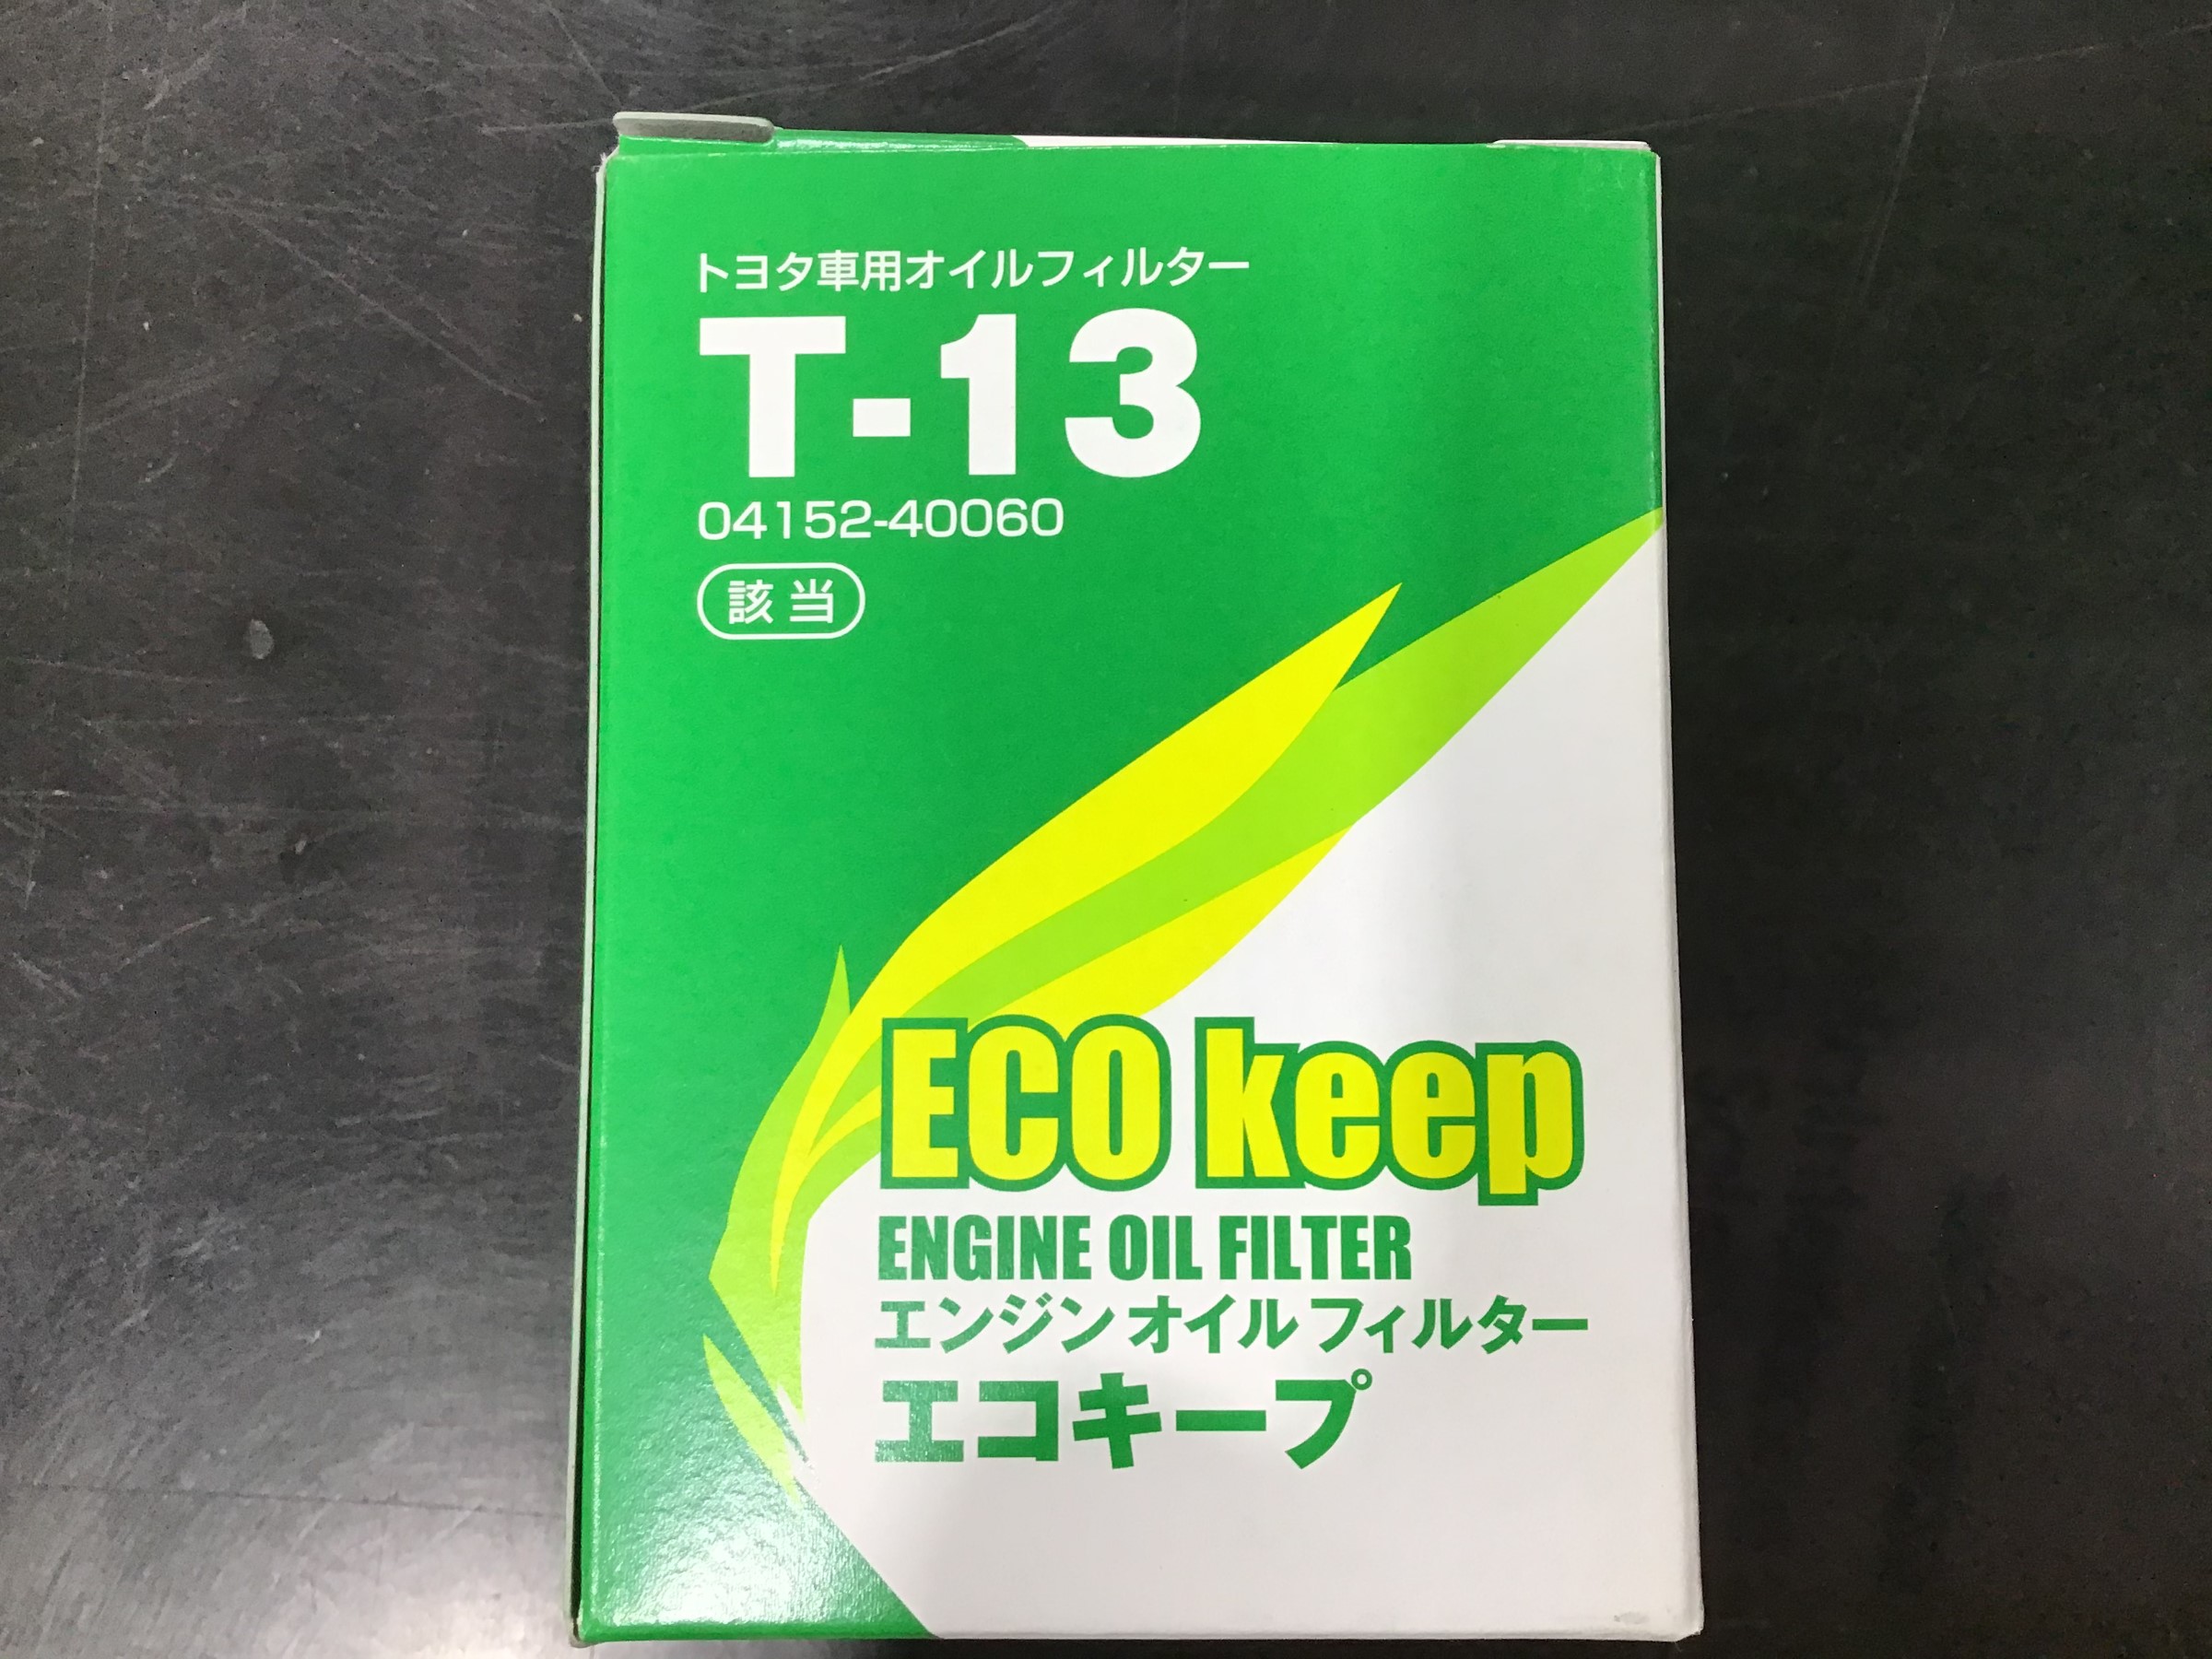 トヨタ車用オイルフィルター
T-13
04152-40060
該当
ECO keep
ENGINE OIL FILTER
エンジンオイルフィルター
エコキープ